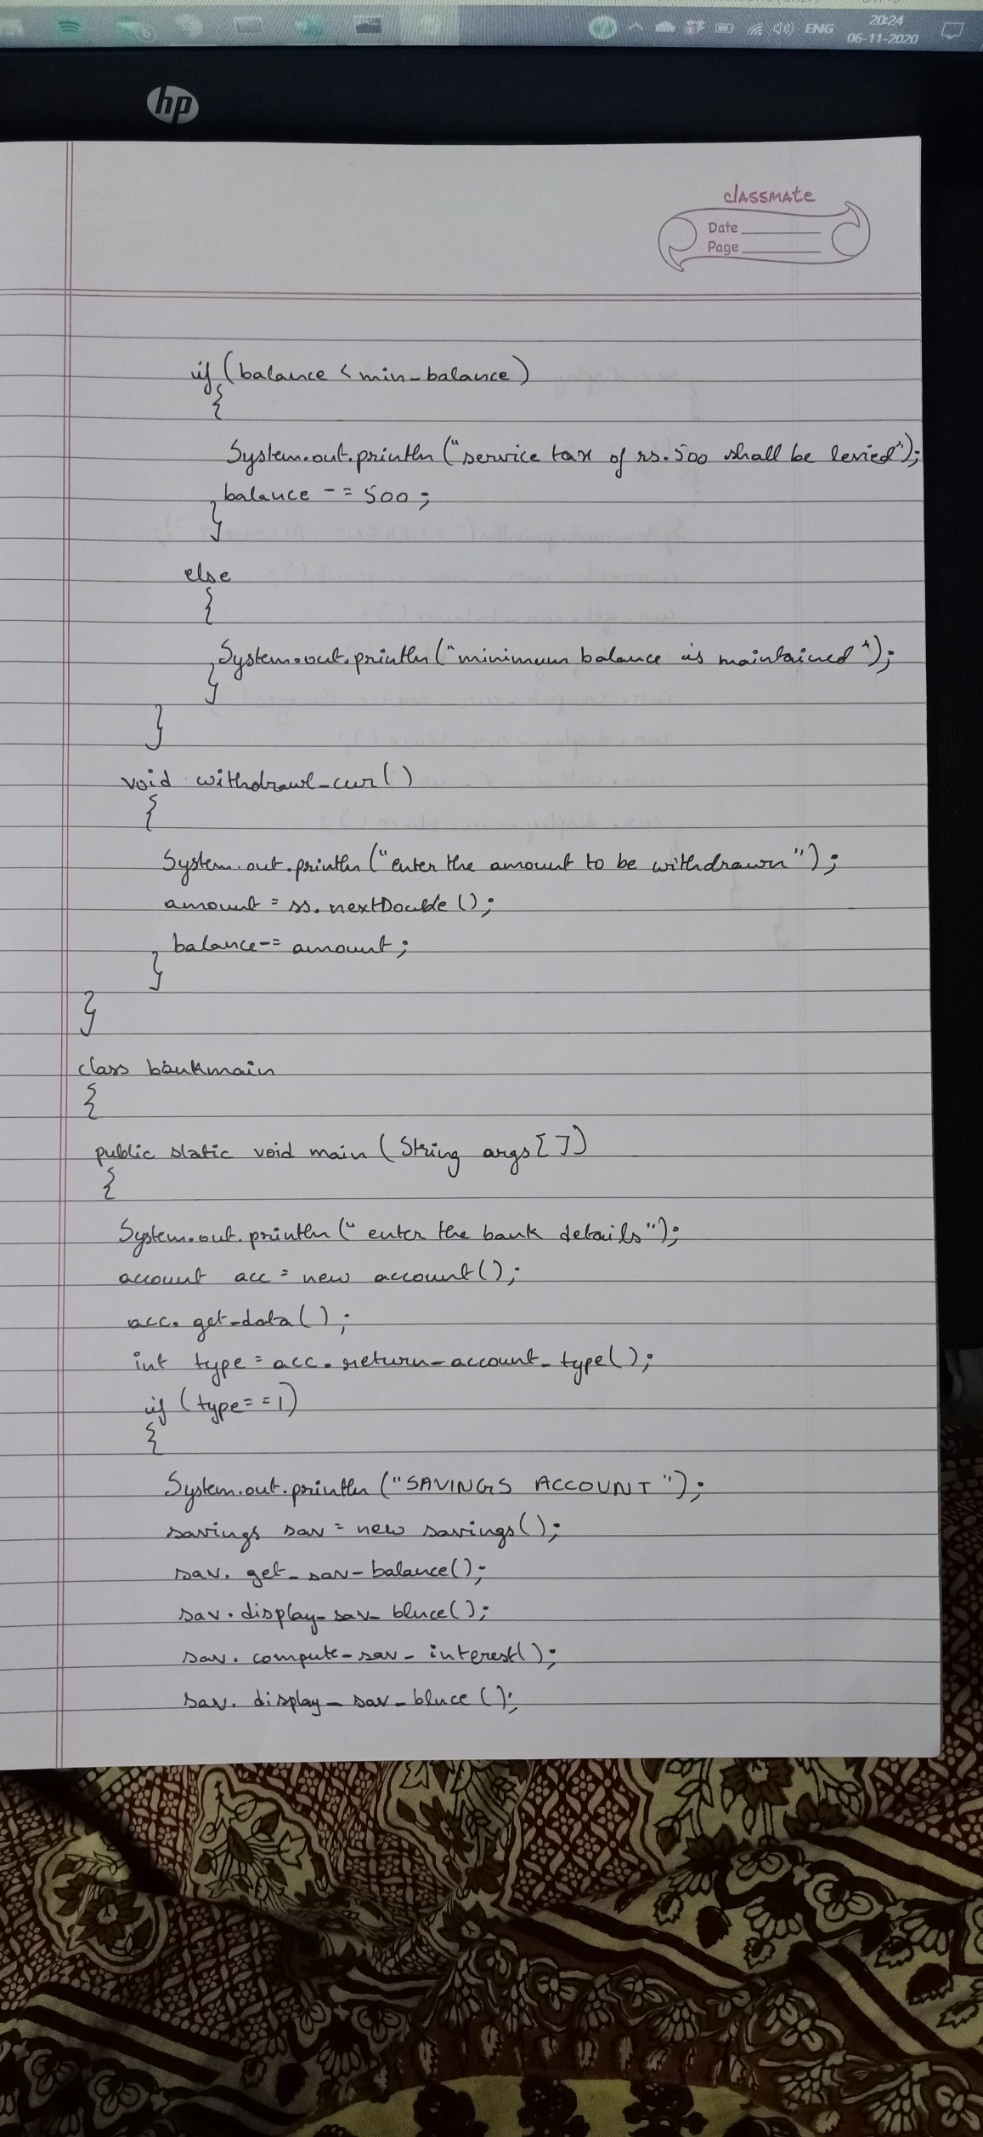 20:24
ENG
06-11-2020
hp
classmate
Date
Page
if (balance < min_balance)
{
System.out.println ("service tax of rs. 500 shall be levied");
balance -= 500 ;
}
else
{
System.out.println ("minimum balance is maintained");
}
}
void withdrawl_cur()
{
System.out.println ("enter the amount to be withdrawn");
amount = ss.nextDouble();
balance-= amount;
}
}
class bankmain
{
public static void main (String args[])
{
System.out.println (" enter the bank details");
account acc = new account();
acc. get_data();
int type = acc. return_account_type();
if (type==1)
{
System.out.println ("SAVINGS ACCOUNT");
savings sav = new savings();
sav. get_sav_balance();
sav. display_sav_blnce();
sav. compute_sav_interest();
sav. display_sav_blnce();